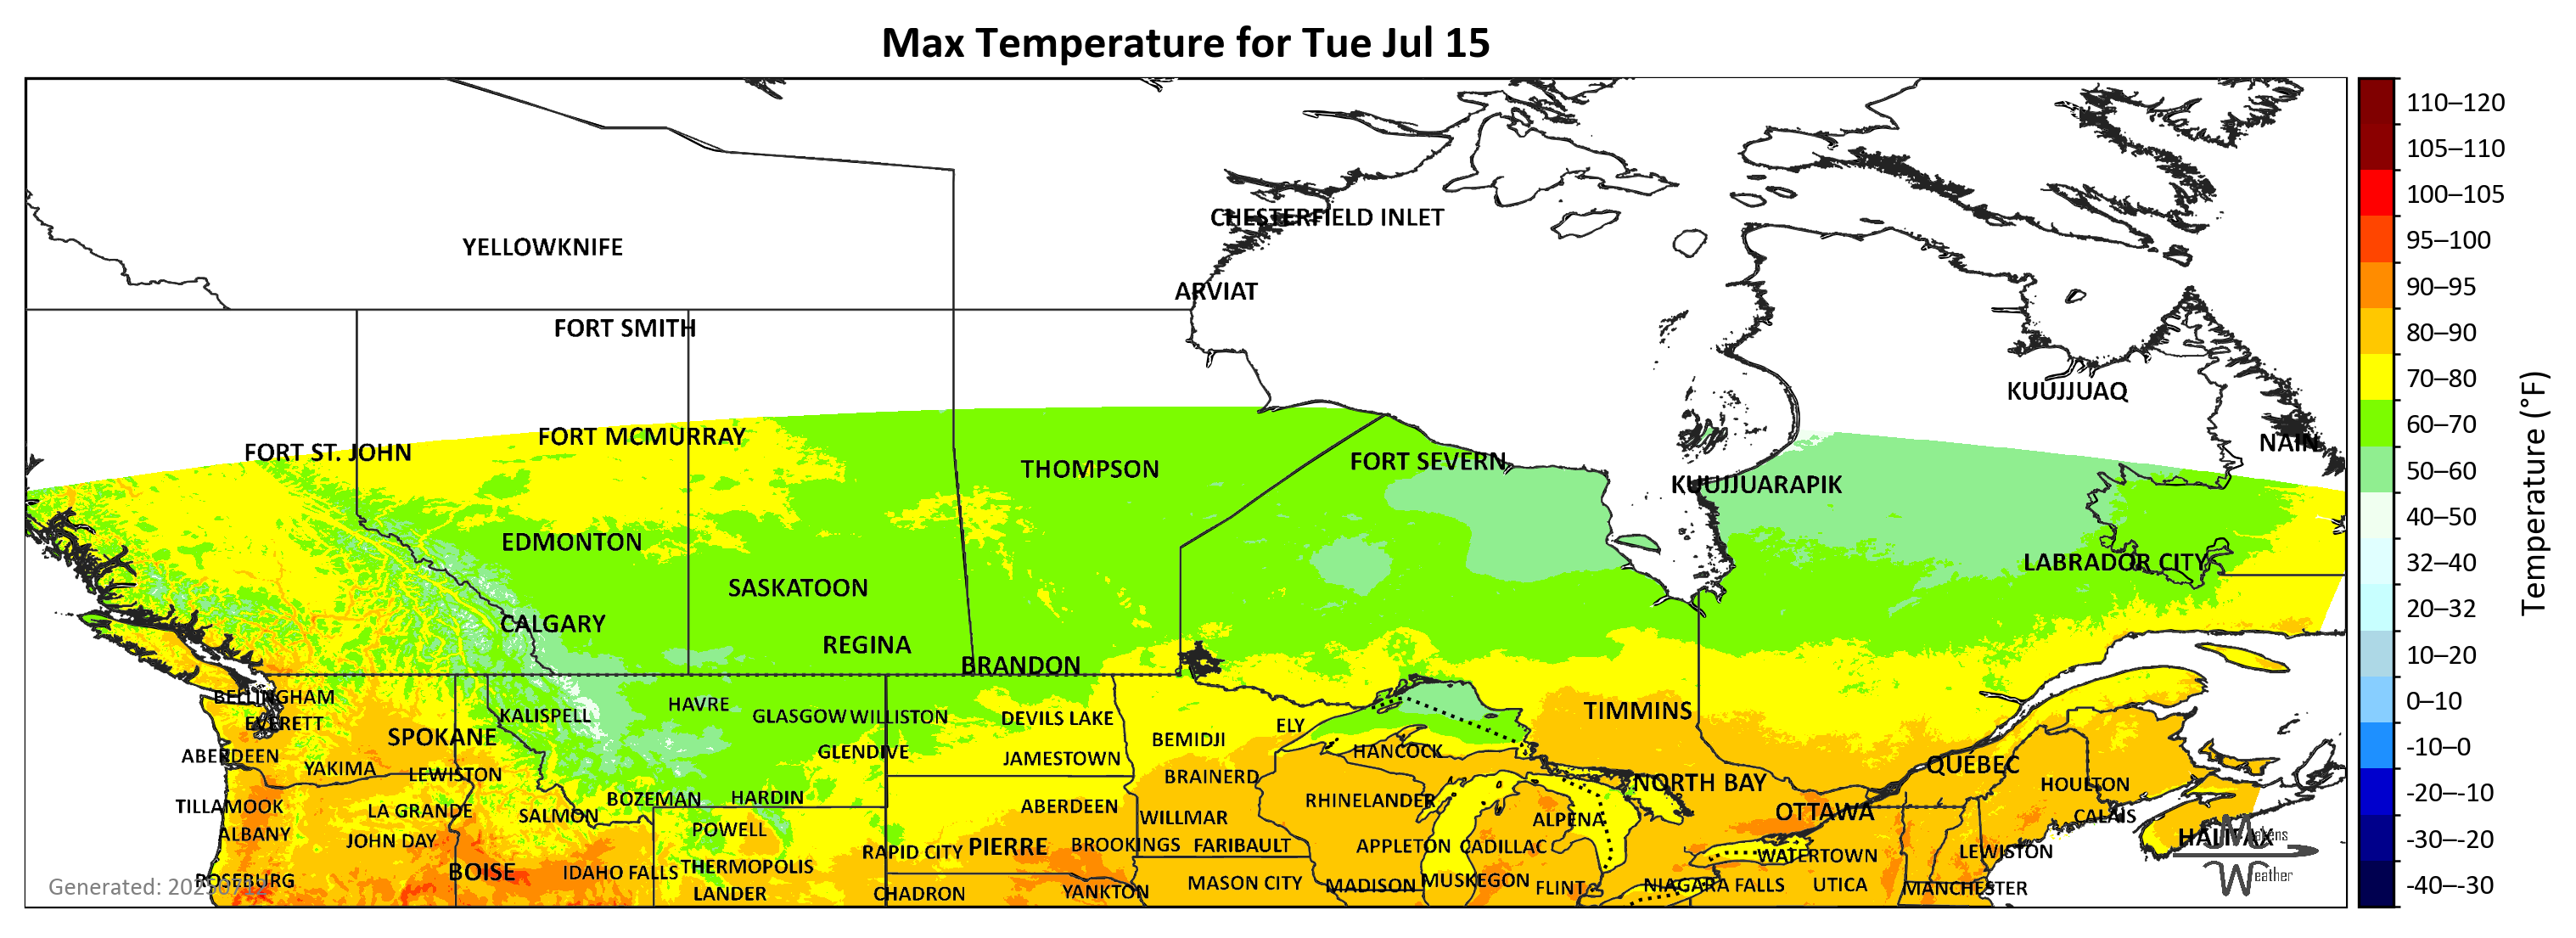 Max Temperature for Tue Jul 15
110–120
105–110
100–105
95–100
90–95
80–90
70–80
60–70
50–60
40–50
32–40
20–32
10–20
0–10
-10–0
-20–-10
-30–-20
-40–-30
Temperature (°F)
CHESTERFIELD INLET
YELLOWKNIFE
ARVIAT
FORT SMITH
KUUJJUAQ
FORT MCMURRAY
NAIN
FORT ST. JOHN
FORT SEVERN
THOMPSON
KUUJJUARAPIK
EDMONTON
LABRADOR CITY
SASKATOON
CALGARY
REGINA
BRANDON
BELLINGHAM
HAVRE
TIMMINS
KALISPELL
GLASGOW
WILLISTON
DEVILS LAKE
EVERETT
ELY
SPOKANE
BEMIDJI
HANCOCK
GLENDIVE
ABERDEEN
JAMESTOWN
QUÉBEC
YAKIMA
LEWISTON
BRAINERD
NORTH BAY
HOULTON
BOZEMAN
HARDIN
RHINELANDER
TILLAMOOK
ABERDEEN
LA GRANDE
OTTAWA
SALMON
WILLMAR
CALAIS
ALPENA
POWELL
ALBANY
HALIFAX
Makens
JOHN DAY
PIERRE
BROOKINGS
FARIBAULT
APPLETON
CADILLAC
RAPID CITY
LEWISTON
WATERTOWN
THERMOPOLIS
BOISE
IDAHO FALLS
Weather
ROSEBURG
MUSKEGON
MASON CITY
MADISON
NIAGARA FALLS
UTICA
FLINT
MANCHESTER
LANDER
CHADRON
YANKTON
Generated: